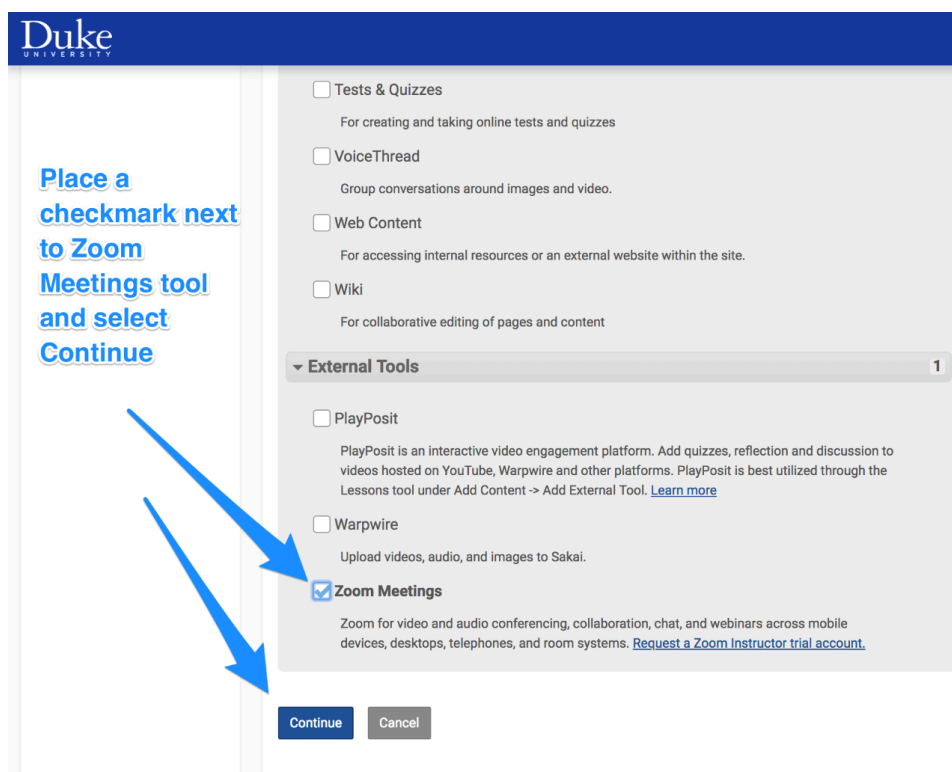 Duke
UNIVERSITY
Tests & Quizzes
For creating and taking online tests and quizzes
VoiceThread
Group conversations around images and video.
Web Content
For accessing internal resources or an external website within the site.
Wiki
For collaborative editing of pages and content
Place a
checkmark next
to Zoom
Meetings tool
and select
Continue
External Tools 1
PlayPosit
PlayPosit is an interactive video engagement platform. Add quizzes, reflection and discussion to
videos hosted on YouTube, Warpwire and other platforms. PlayPosit is best utilized through the
Lessons tool under Add Content -> Add External Tool. Learn more
Warpwire
Upload videos, audio, and images to Sakai.
Zoom Meetings
Zoom for video and audio conferencing, collaboration, chat, and webinars across mobile
devices, desktops, telephones, and room systems. Request a Zoom Instructor trial account.
Continue Cancel